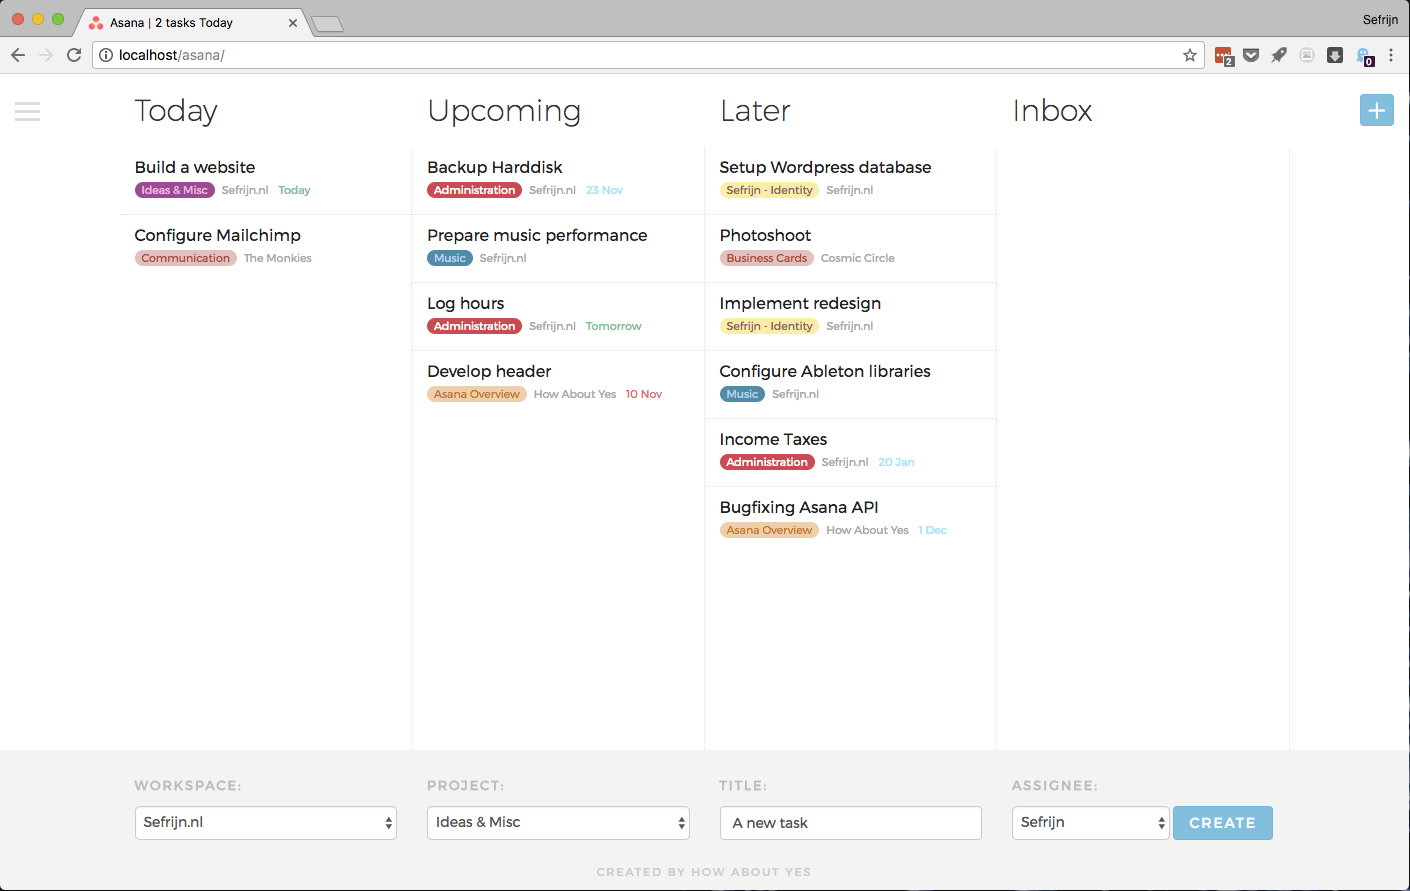 Asana | 2 tasks Today
Sefrijn
localhost/asana/
2
0
Today
Upcoming
Later
Inbox
Build a website
Ideas & Misc Sefrijn.nl Today
Configure Mailchimp
Communication The Monkies
Backup Harddisk
Administration Sefrijn.nl 23 Nov
Prepare music performance
Music Sefrijn.nl
Log hours
Administration Sefrijn.nl Tomorrow
Develop header
Asana Overview How About Yes 10 Nov
Setup Wordpress database
Sefrijn - Identity Sefrijn.nl
Photoshoot
Business Cards Cosmic Circle
Implement redesign
Sefrijn - Identity Sefrijn.nl
Configure Ableton libraries
Music Sefrijn.nl
Income Taxes
Administration Sefrijn.nl 20 Jan
Bugfixing Asana API
Asana Overview How About Yes 1 Dec
WORKSPACE:
Sefrijn.nl
PROJECT:
Ideas & Misc
TITLE:
A new task
ASSIGNEE:
Sefrijn
CREATE
CREATED BY HOW ABOUT YES